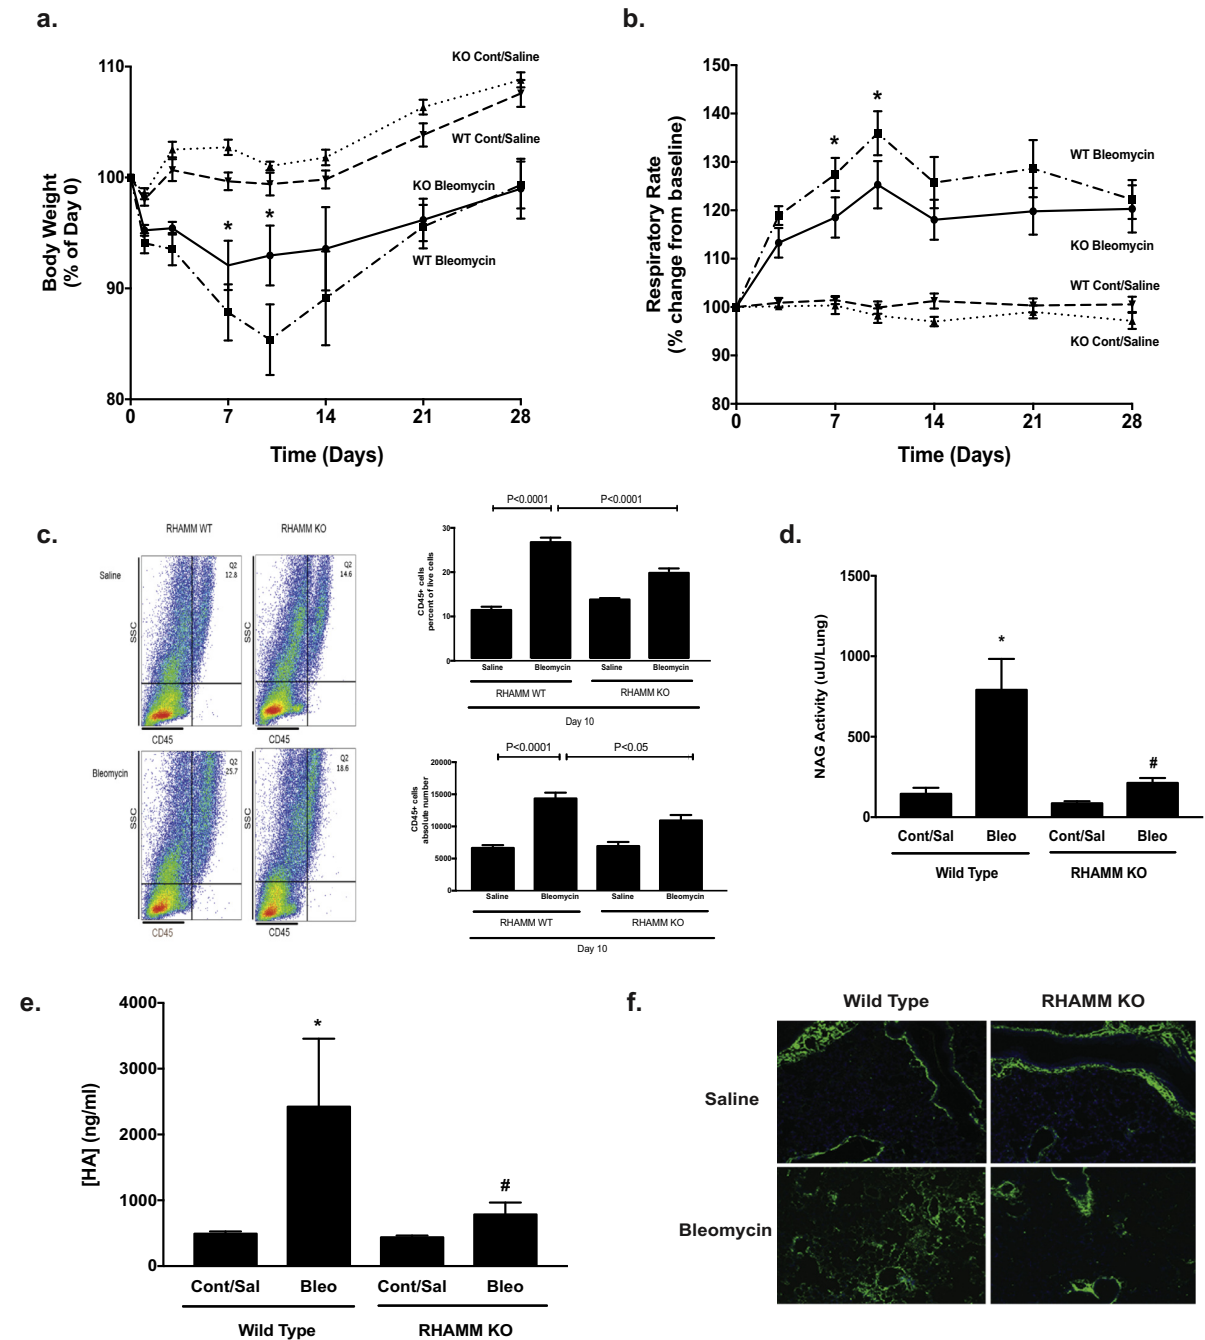 a.
110
100
90
80
Body Weight
(% of Day 0)
KO Cont/Saline
WT Cont/Saline
KO Bleomycin
WT Bleomycin
*
*
0
7
14
21
28
Time (Days)
b.
150
140
130
120
110
100
90
80
Respiratory Rate
(% change from baseline)
*
*
WT Bleomycin
KO Bleomycin
WT Cont/Saline
KO Cont/Saline
0
7
14
21
28
Time (Days)
c.
RHAMM WT
RHAMM KO
Saline
Q2
12.8
Q2
14.6
SSC
SSC
CD45
CD45
Bleomycin
Q2
25.7
Q2
18.6
SSC
SSC
CD45
CD45
P<0.0001
P<0.0001
30
20
10
0
CD45+ cells
percent of live cells
Saline
Bleomycin
Saline
Bleomycin
RHAMM WT
RHAMM KO
Day 10
P<0.0001
P<0.05
20000
15000
10000
5000
0
CD45+ cells
absolute number
Saline
Bleomycin
Saline
Bleomycin
RHAMM WT
RHAMM KO
Day 10
d.
1500
1000
500
0
NAG Activity (uU/Lung)
*
#
Cont/Sal
Bleo
Cont/Sal
Bleo
Wild Type
RHAMM KO
e.
4000
3000
2000
1000
0
[HA] (ng/ml)
*
#
Cont/Sal
Bleo
Cont/Sal
Bleo
Wild Type
RHAMM KO
f.
Wild Type
RHAMM KO
Saline
Bleomycin